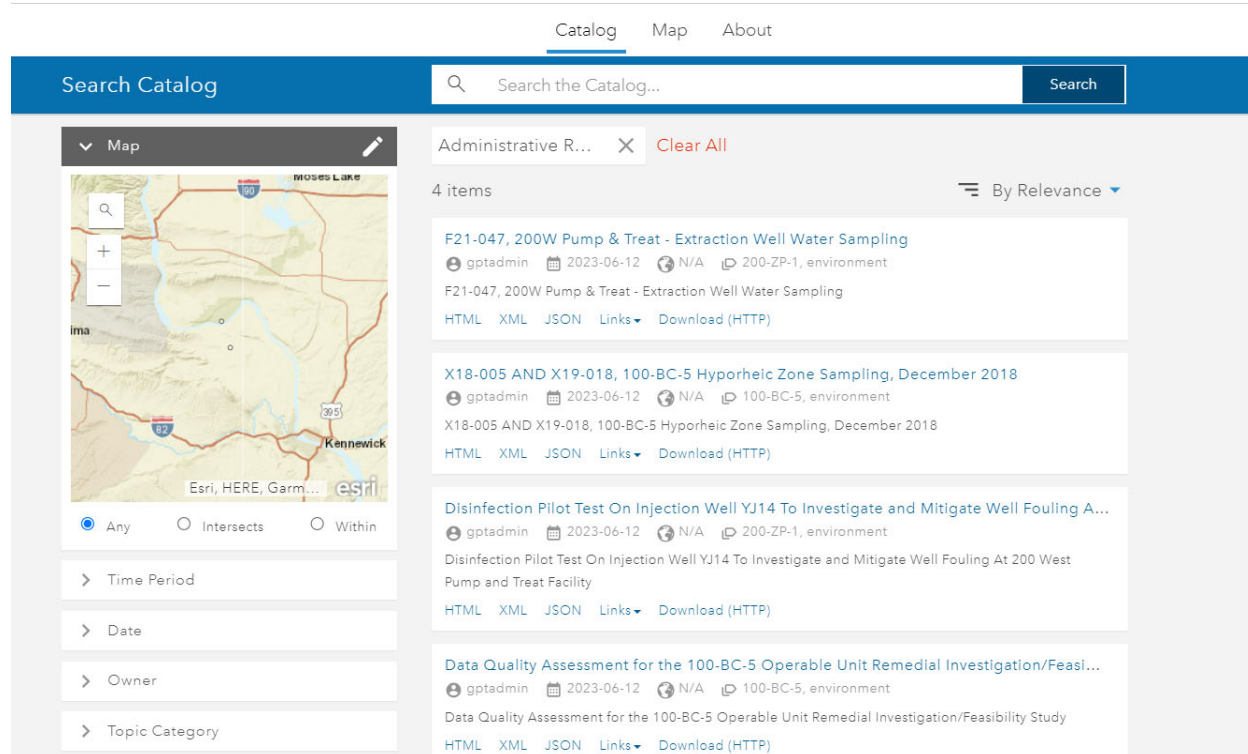 Catalog Map About
Search Catalog
Search the Catalog...
Search
Map
Moses Lake
90
ima
395
82
Kennewick
Esri, HERE, Garm...
esri
Any Intersects Within
Time Period
Date
Owner
Topic Category
Administrative R... Clear All
4 items
By Relevance
F21-047, 200W Pump & Treat - Extraction Well Water Sampling
gptadmin 2023-06-12 N/A 200-ZP-1, environment
F21-047, 200W Pump & Treat - Extraction Well Water Sampling
HTML XML JSON Links Download (HTTP)
X18-005 AND X19-018, 100-BC-5 Hyporheic Zone Sampling, December 2018
gptadmin 2023-06-12 N/A 100-BC-5, environment
X18-005 AND X19-018, 100-BC-5 Hyporheic Zone Sampling, December 2018
HTML XML JSON Links Download (HTTP)
Disinfection Pilot Test On Injection Well YJ14 To Investigate and Mitigate Well Fouling A...
gptadmin 2023-06-12 N/A 200-ZP-1, environment
Disinfection Pilot Test On Injection Well YJ14 To Investigate and Mitigate Well Fouling At 200 West
Pump and Treat Facility
HTML XML JSON Links Download (HTTP)
Data Quality Assessment for the 100-BC-5 Operable Unit Remedial Investigation/Feasi...
gptadmin 2023-06-12 N/A 100-BC-5, environment
Data Quality Assessment for the 100-BC-5 Operable Unit Remedial Investigation/Feasibility Study
HTML XML JSON Links Download (HTTP)